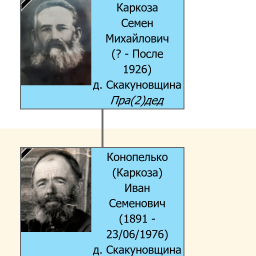 Каркоза
Семен
Михайлович
(? - После
1926)
д. Скакуновщина
Пра(2)дед
Конопелько
(Каркоза)
Иван
Семенович
(1891 -
23/06/1976)
д. Скакуновщина